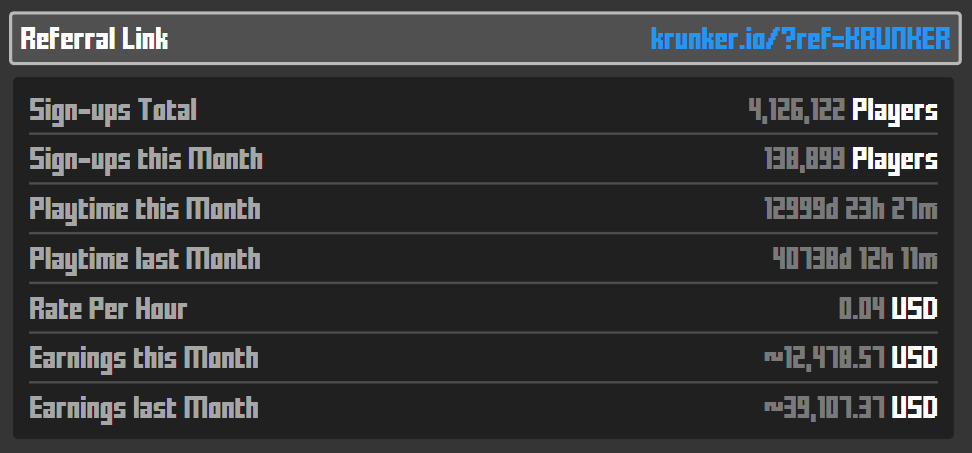 Referral Link krunker.io/?ref=KRUNKER
Sign-ups Total 4,126,122 Players
Sign-ups this Month 138,899 Players
Playtime this Month 12999d 23h 27m
Playtime last Month 40738d 12h 11m
Rate Per Hour 0.04 USD
Earnings this Month ~12,478.57 USD
Earnings last Month ~39,107.37 USD